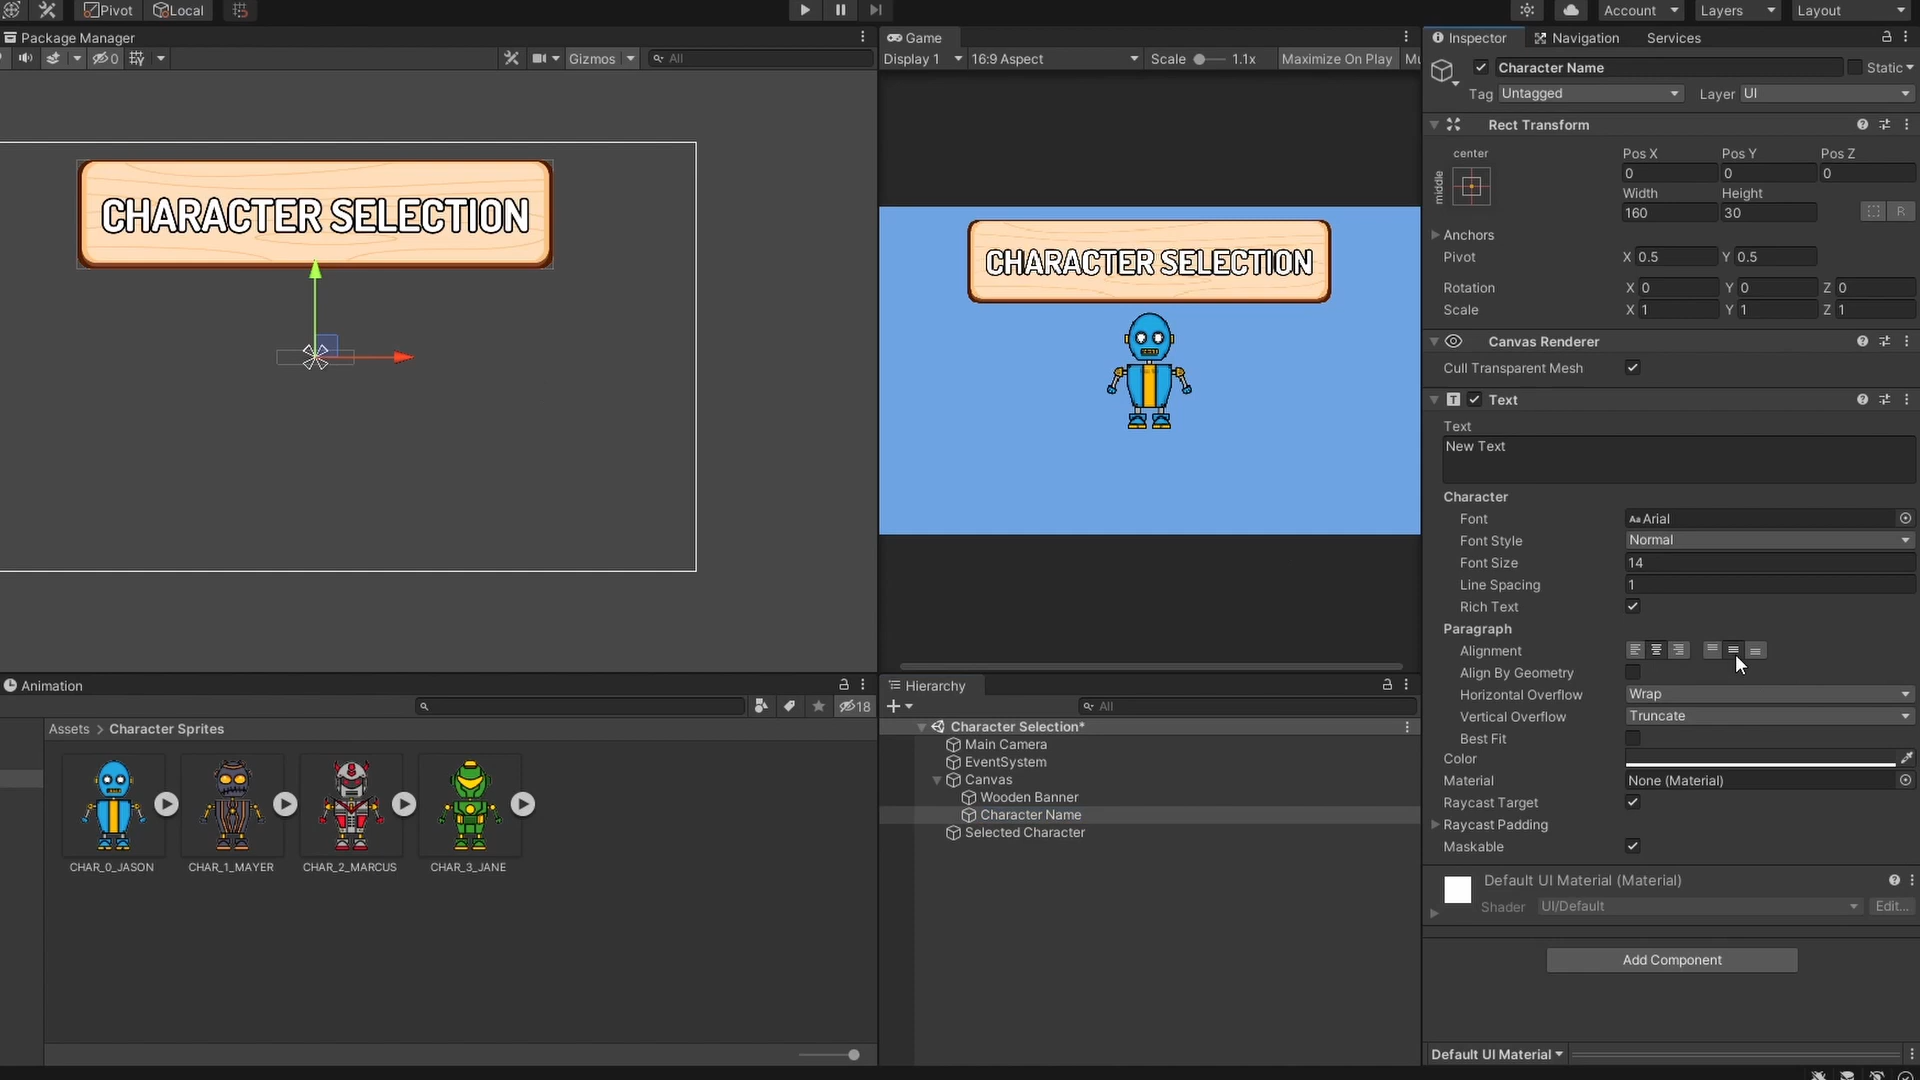 Pivot
Local
Account
Layers
Layout
Package Manager
0
Gizmos
All
CHARACTER SELECTION
Game
Display 1
16:9 Aspect
Scale
1.1x
Maximize On Play
Mu
CHARACTER SELECTION
Inspector
Navigation
Services
Character Name
Static
Tag
Untagged
Layer
UI
Rect Transform
center
middle
Pos X
Pos Y
Pos Z
0
0
0
Width
Height
160
30
R
Anchors
Pivot
X 0.5
Y 0.5
Rotation
X 0
Y 0
Z 0
Scale
X 1
Y 1
Z 1
Canvas Renderer
Cull Transparent Mesh
Text
Text
New Text
Character
Font
Aa Arial
Font Style
Normal
Font Size
14
Line Spacing
1
Rich Text
Paragraph
Alignment
Align By Geometry
Horizontal Overflow
Wrap
Vertical Overflow
Truncate
Best Fit
Color
Material
None (Material)
Raycast Target
Raycast Padding
Maskable
Default UI Material (Material)
Shader
UI/Default
Edit...
Add Component
Default UI Material
Animation
18
Assets > Character Sprites
CHAR_0_JASON
CHAR_1_MAYER
CHAR_2_MARCUS
CHAR_3_JANE
Hierarchy
All
Character Selection*
Main Camera
EventSystem
Canvas
Wooden Banner
Character Name
Selected Character